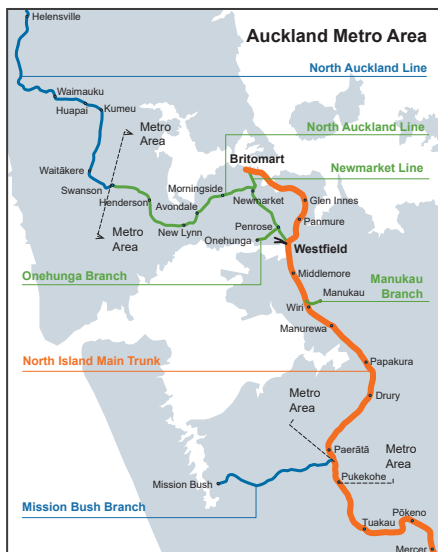 Helensville
Auckland Metro Area
North Auckland Line
Waimauku
Huapai
Kumeu
Metro
Area
North Auckland Line
Britomart
Newmarket Line
Waitākere
Swanson
Morningside
Henderson
Avondale
Newmarket
Glen Innes
Panmure
Metro
Area
New Lynn
Penrose
Onehunga
Westfield
Onehunga Branch
Middlemore
Manukau
Branch
Manukau
Wiri
Manurewa
North Island Main Trunk
Papakura
Metro
Area
Drury
Paerātā
Metro
Area
Mission Bush
Pukekohe
Mission Bush Branch
Pōkeno
Tuakau
Mercer